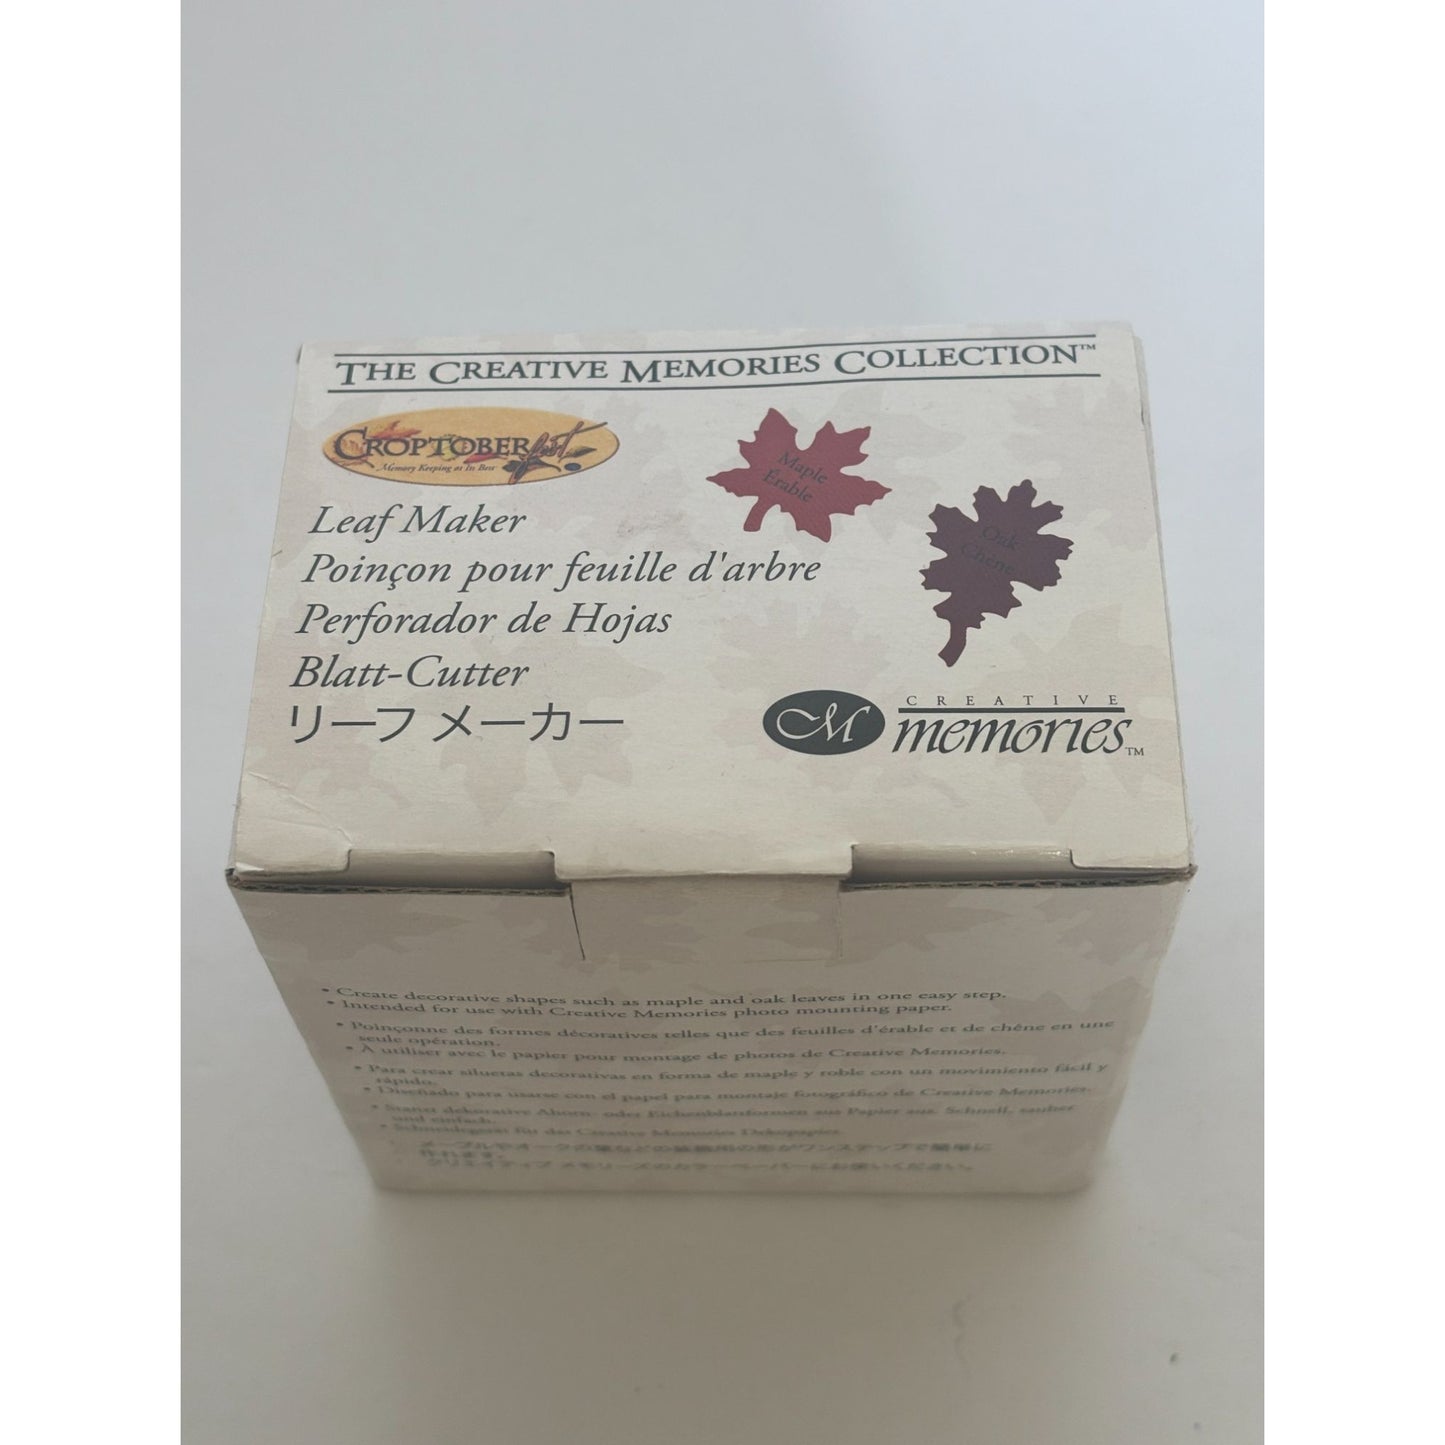 THE CREATIVE MEMORIES COLLECTION™
CROPTOBERfest
Memory Keeping at Its Best
Maple
Érable
Oak
Chêne
Leaf Maker
Poinçon pour feuille d'arbre
Perforador de Hojas
Blatt-Cutter
リーフ メーカー
CREATIVE
memories™
• Create decorative shapes such as maple and oak leaves in one easy step.
• Intended for use with Creative Memories photo mounting paper.
• Poinçonne des formes décoratives telles que des feuilles d'érable et de chêne en une
seule opération.
• À utiliser avec le papier pour montage de photos de Creative Memories.
• Para crear siluetas decorativas en forma de maple y roble con un movimiento fácil y
rápido.
• Diseñado para usarse con el papel para montaje fotográfico de Creative Memories.
• Stanzt dekorative Ahorn- oder Eichenblattformen aus Papier aus. Schnell, sauber
und einfach.
• Schneidegerät für das Creative Memories Dekopapier.